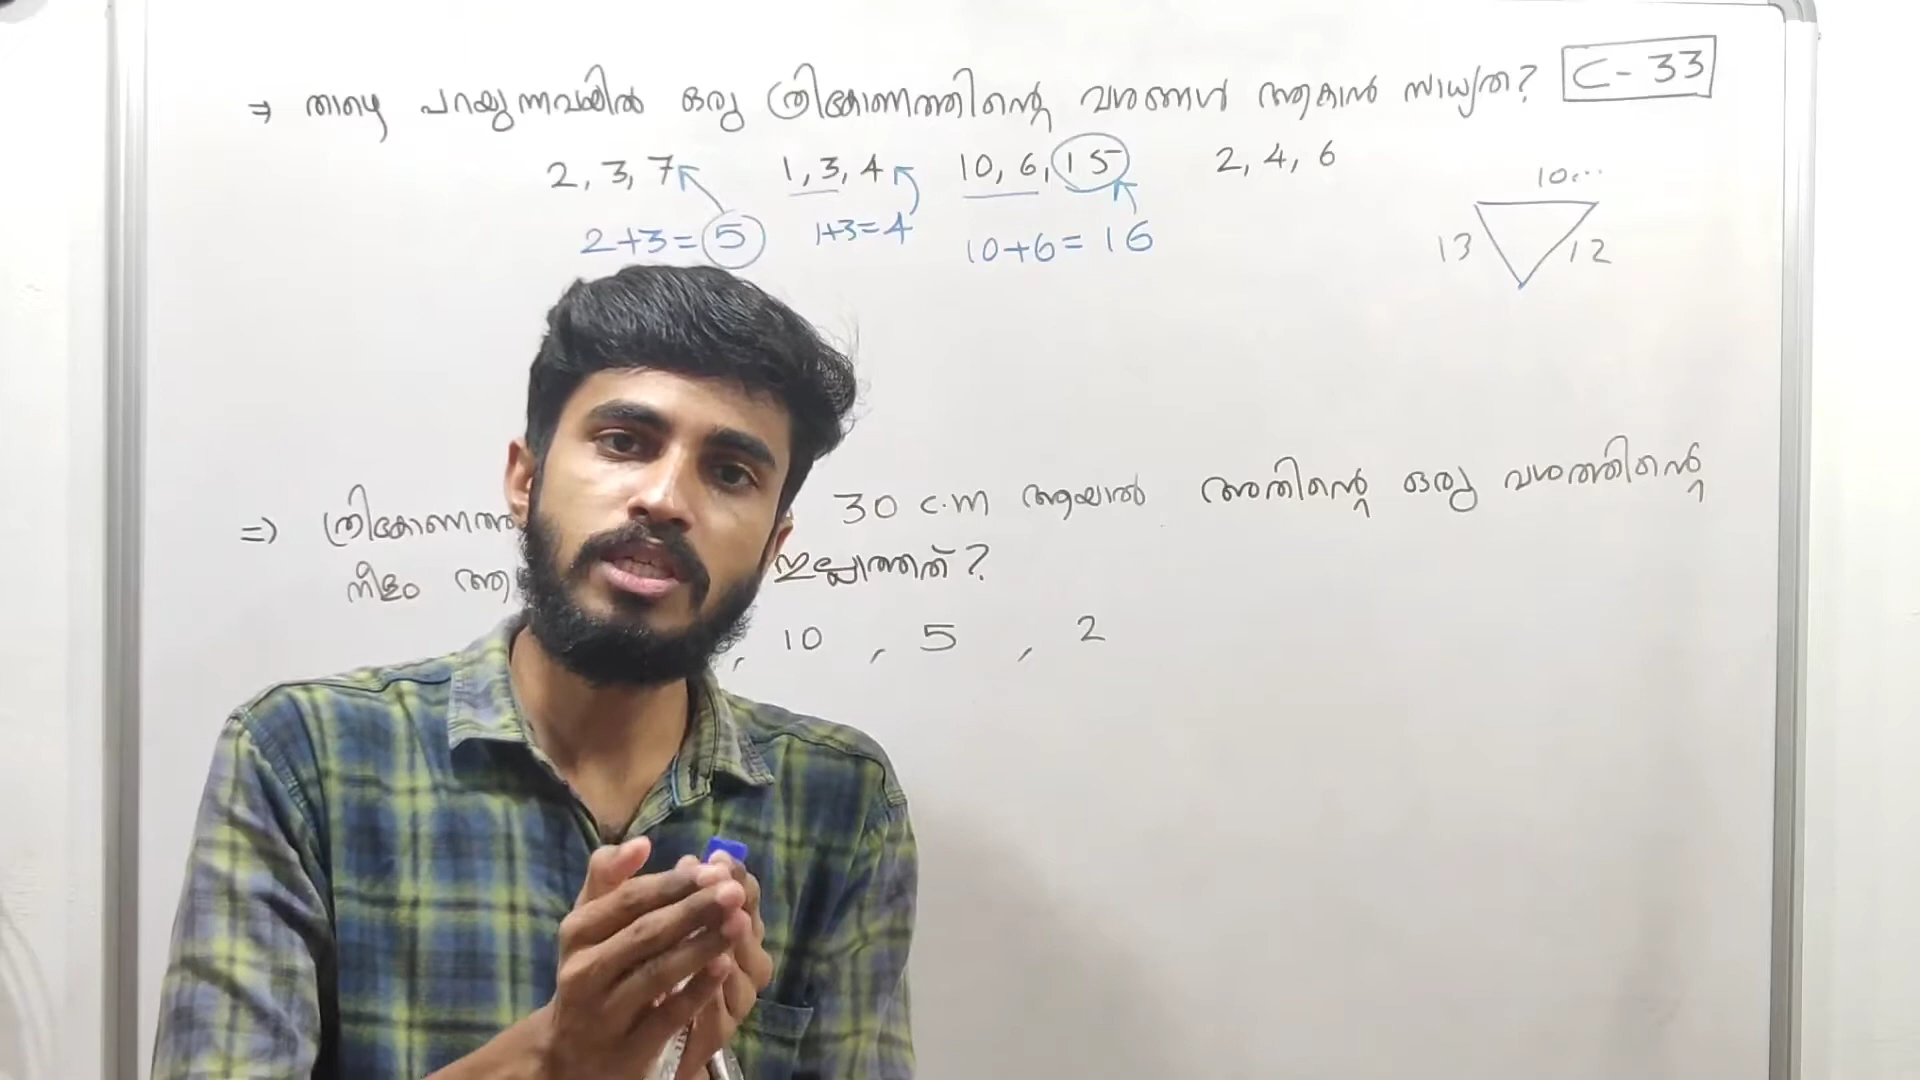 ⇒ താഴെ പറയുന്നവയിൽ ഒരു ത്രികോണത്തിന്റെ വശങ്ങൾ ആകാൻ സാധ്യത? C-33
2, 3, 7 1, 3, 4 10, 6, 15 2, 4, 6
10...
2+3=5 1+3=4 10+6=16 13 12
⇒ ത്രികോണത്ത 30 c.m ആയാൽ അതിന്റെ ഒരു വശത്തിന്റെ
നീളം ആ ഇല്ലാത്തത്?
, 10 , 5 , 2